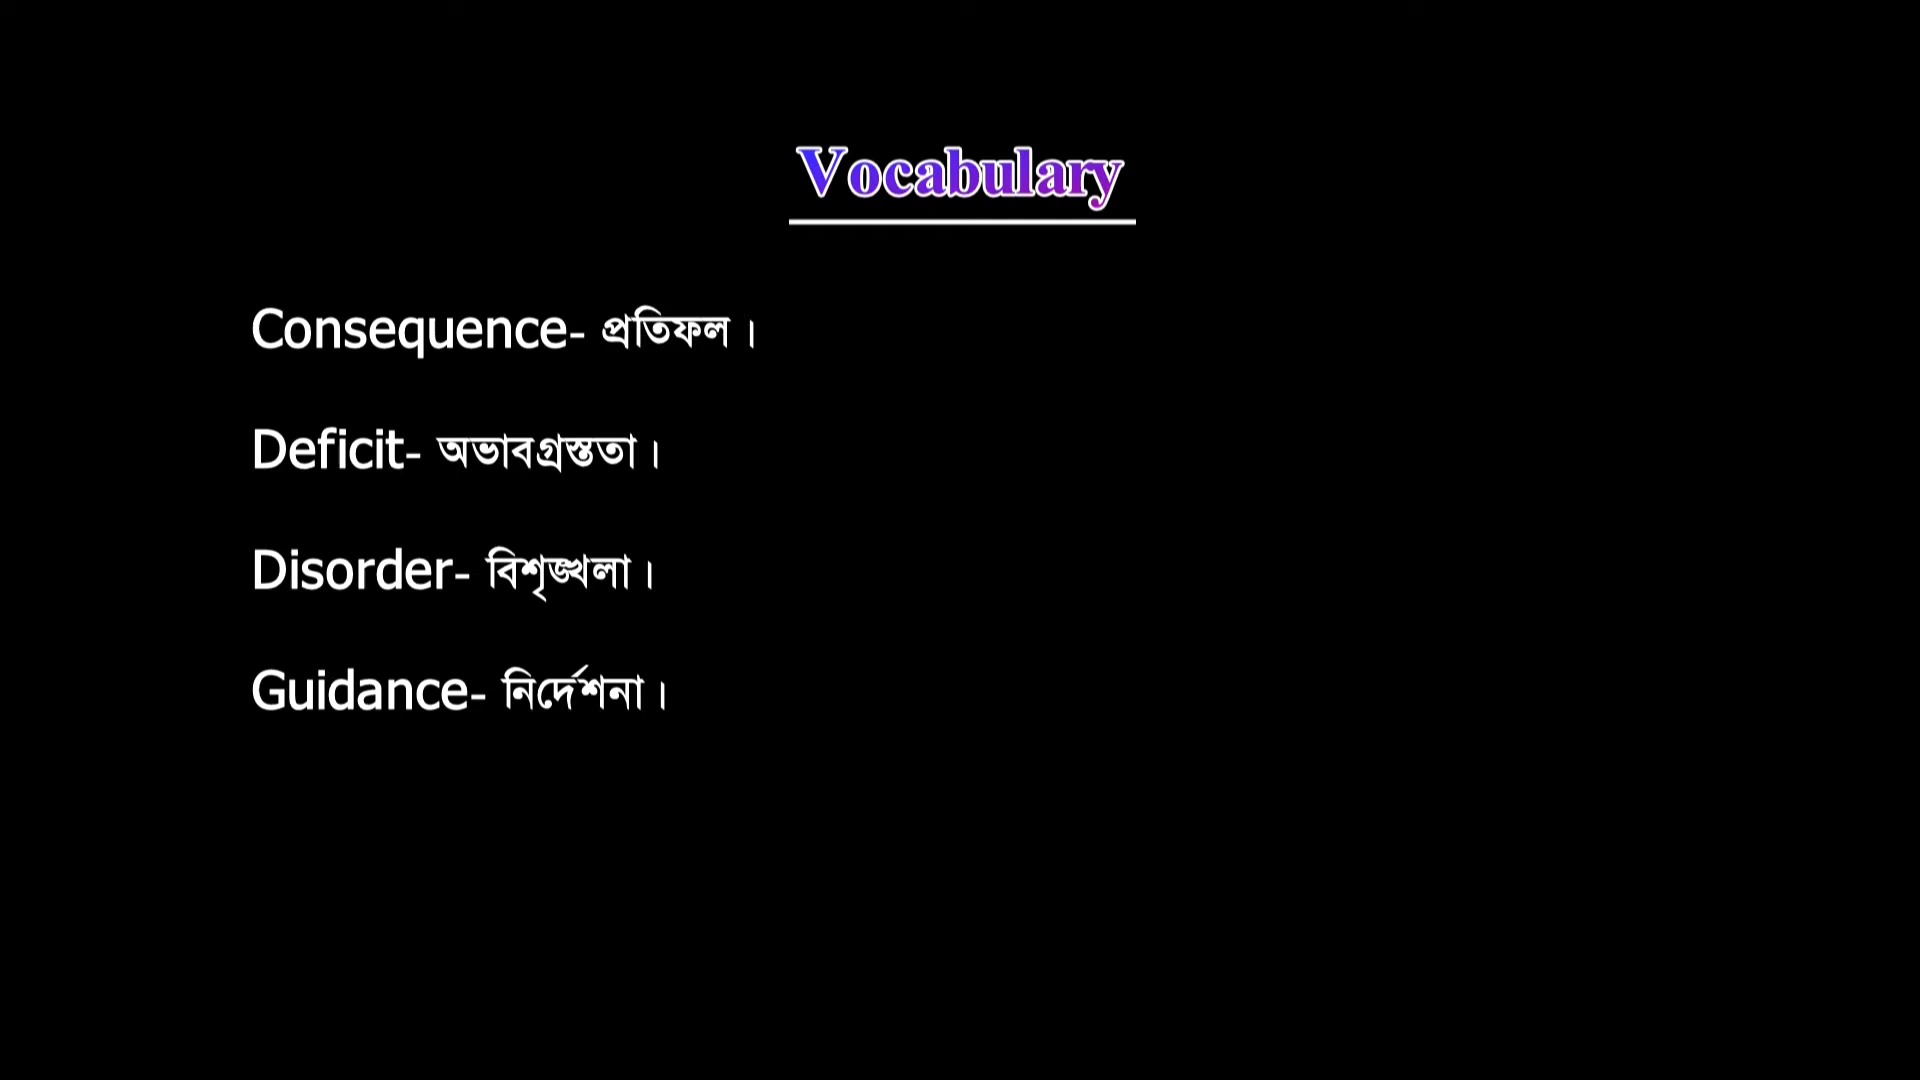 Vocabulary
Consequence- প্রতিফল।
Deficit- অভাবগ্রস্ততা।
Disorder- বিশৃঙ্খলা।
Guidance- নির্দেশনা।